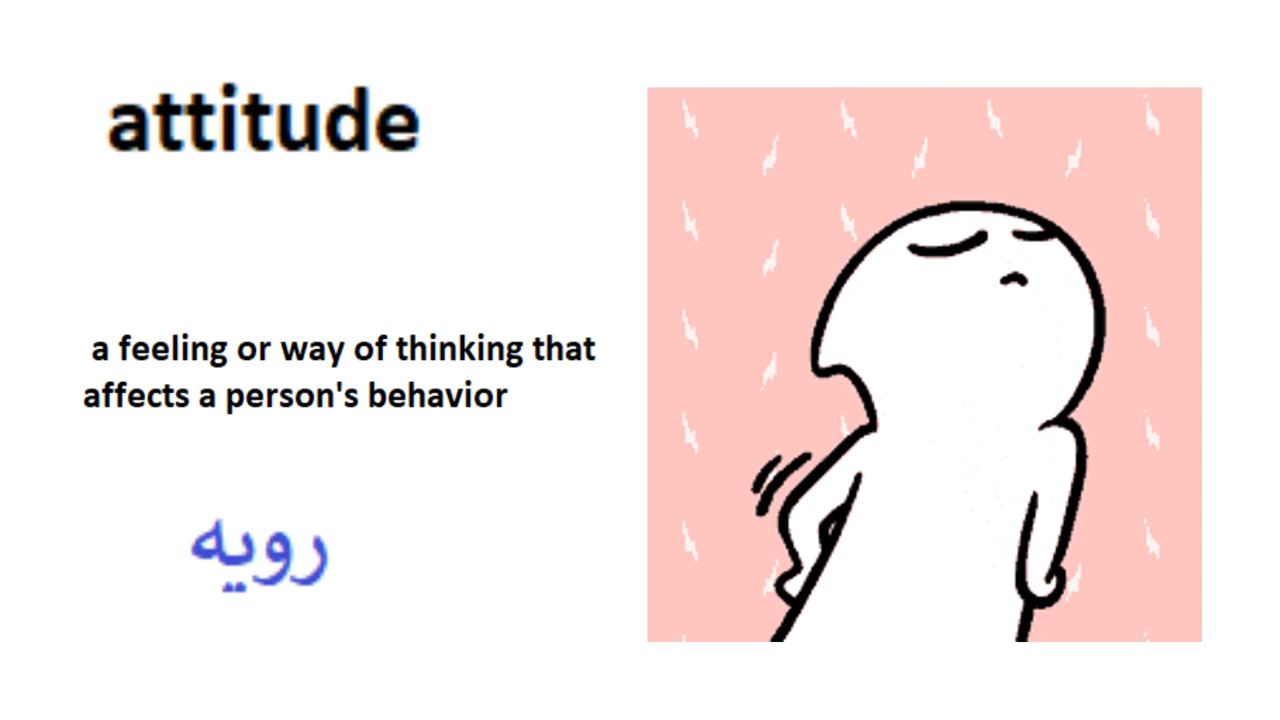 attitude
a feeling or way of thinking that
affects a person's behavior
رویه